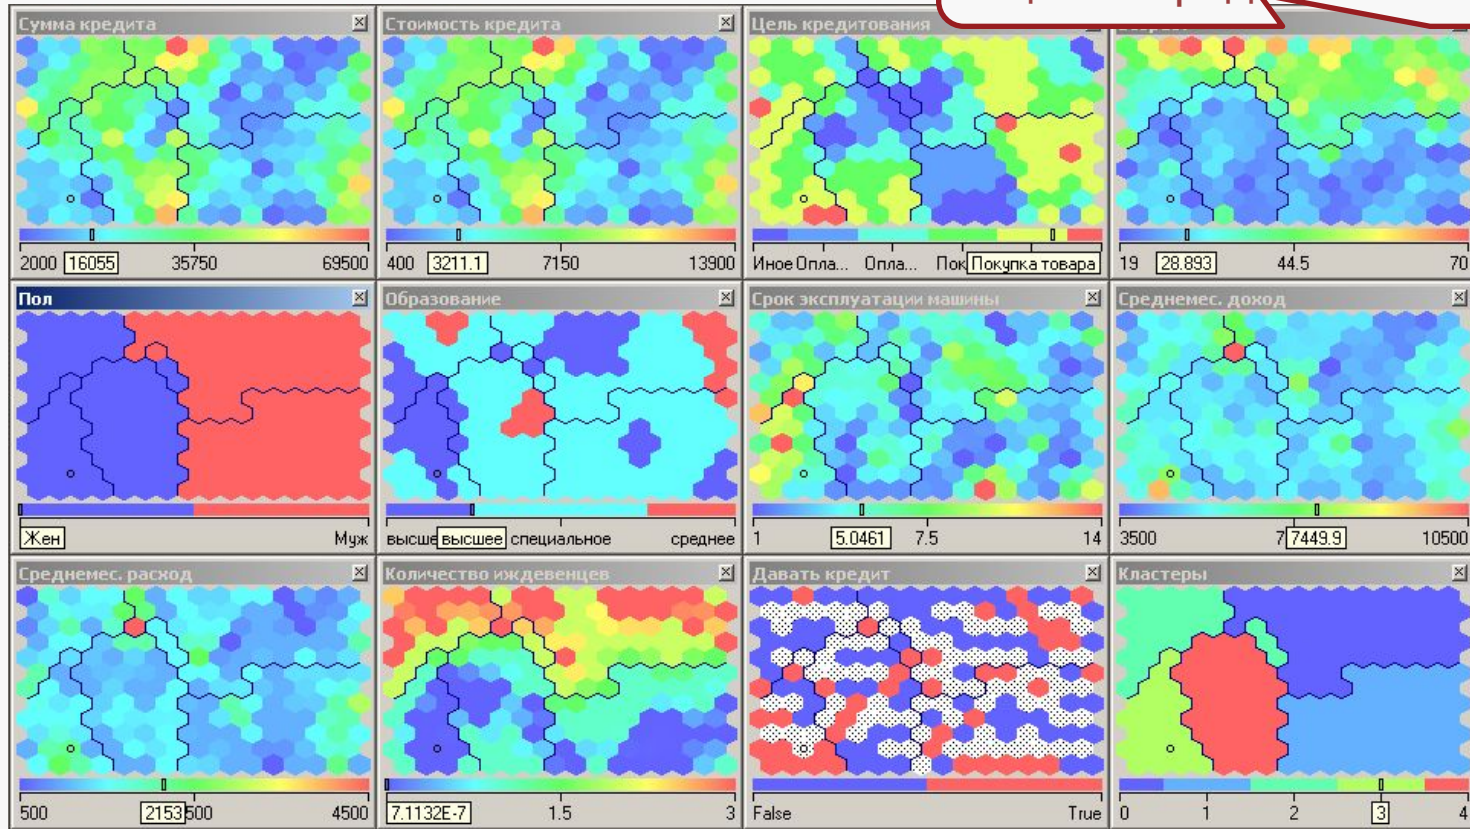 Сумма кредита
2000 16055 35750 69500
Стоимость кредита
400 3211.1 7150 13900
Цель кредитования
Иное Опла... Опла... Пок Покупка товара
19 28.893 44.5 70
Пол
Жен Муж
Образование
высше высшее специальное среднее
Срок эксплуатации машины
1 5.0461 7.5 14
Среднемес. доход
3500 7 7449.9 10500
Среднемес. расход
500 2153 500 4500
Количество иждевенцев
7.1132E-7 1.5 3
Давать кредит
False True
Кластеры
0 1 2 3 4